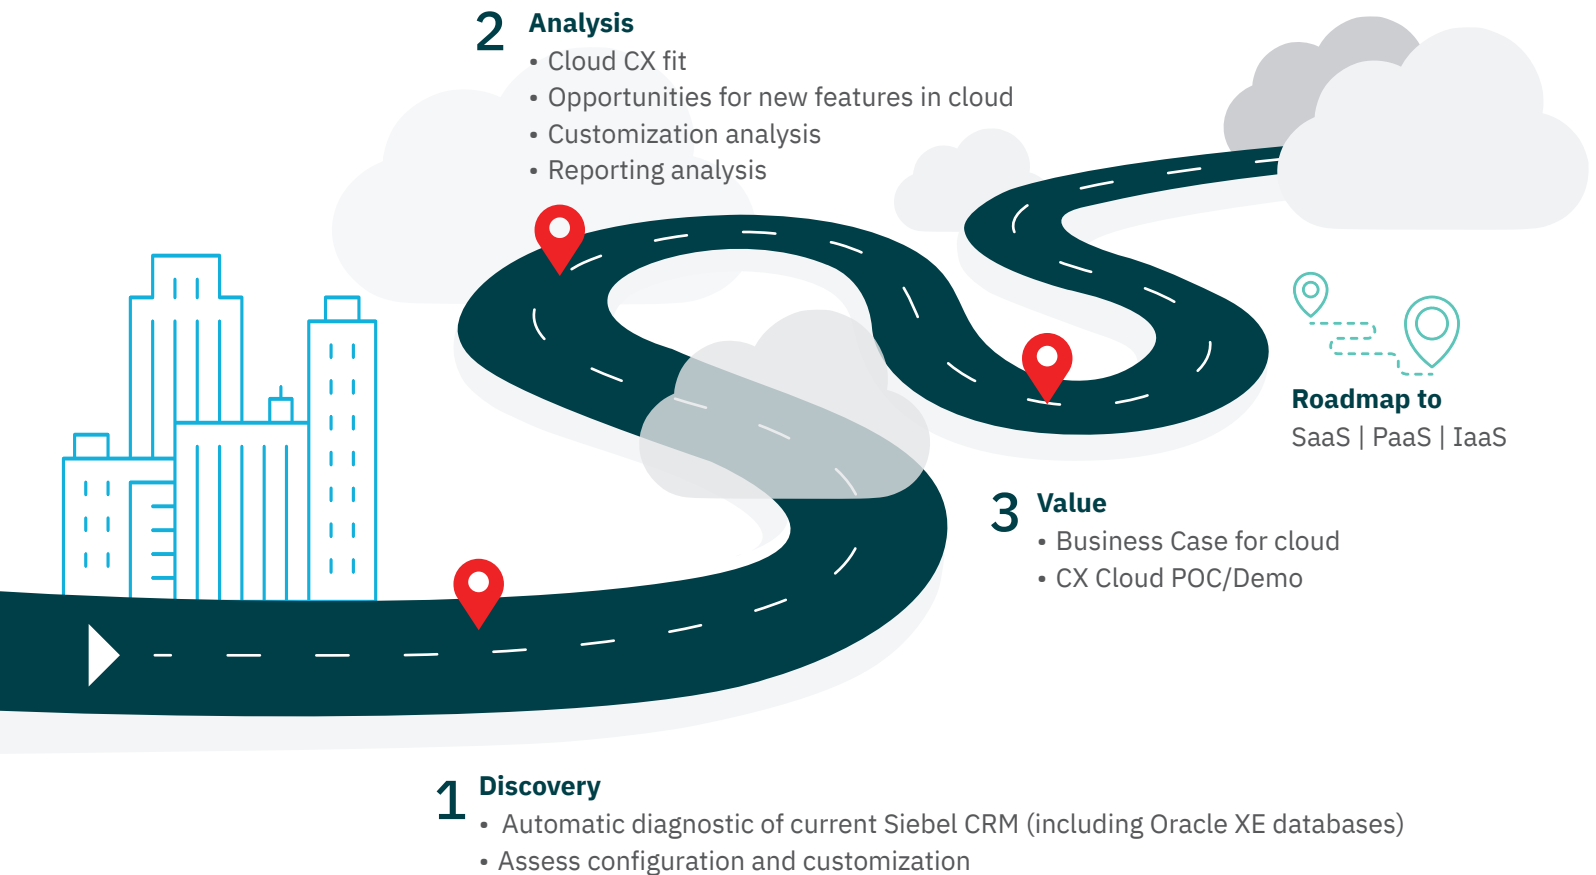 2 Analysis
• Cloud CX fit
• Opportunities for new features in cloud
• Customization analysis
• Reporting analysis
Roadmap to
SaaS | PaaS | IaaS
3 Value
• Business Case for cloud
• CX Cloud POC/Demo
1 Discovery
• Automatic diagnostic of current Siebel CRM (including Oracle XE databases)
• Assess configuration and customization